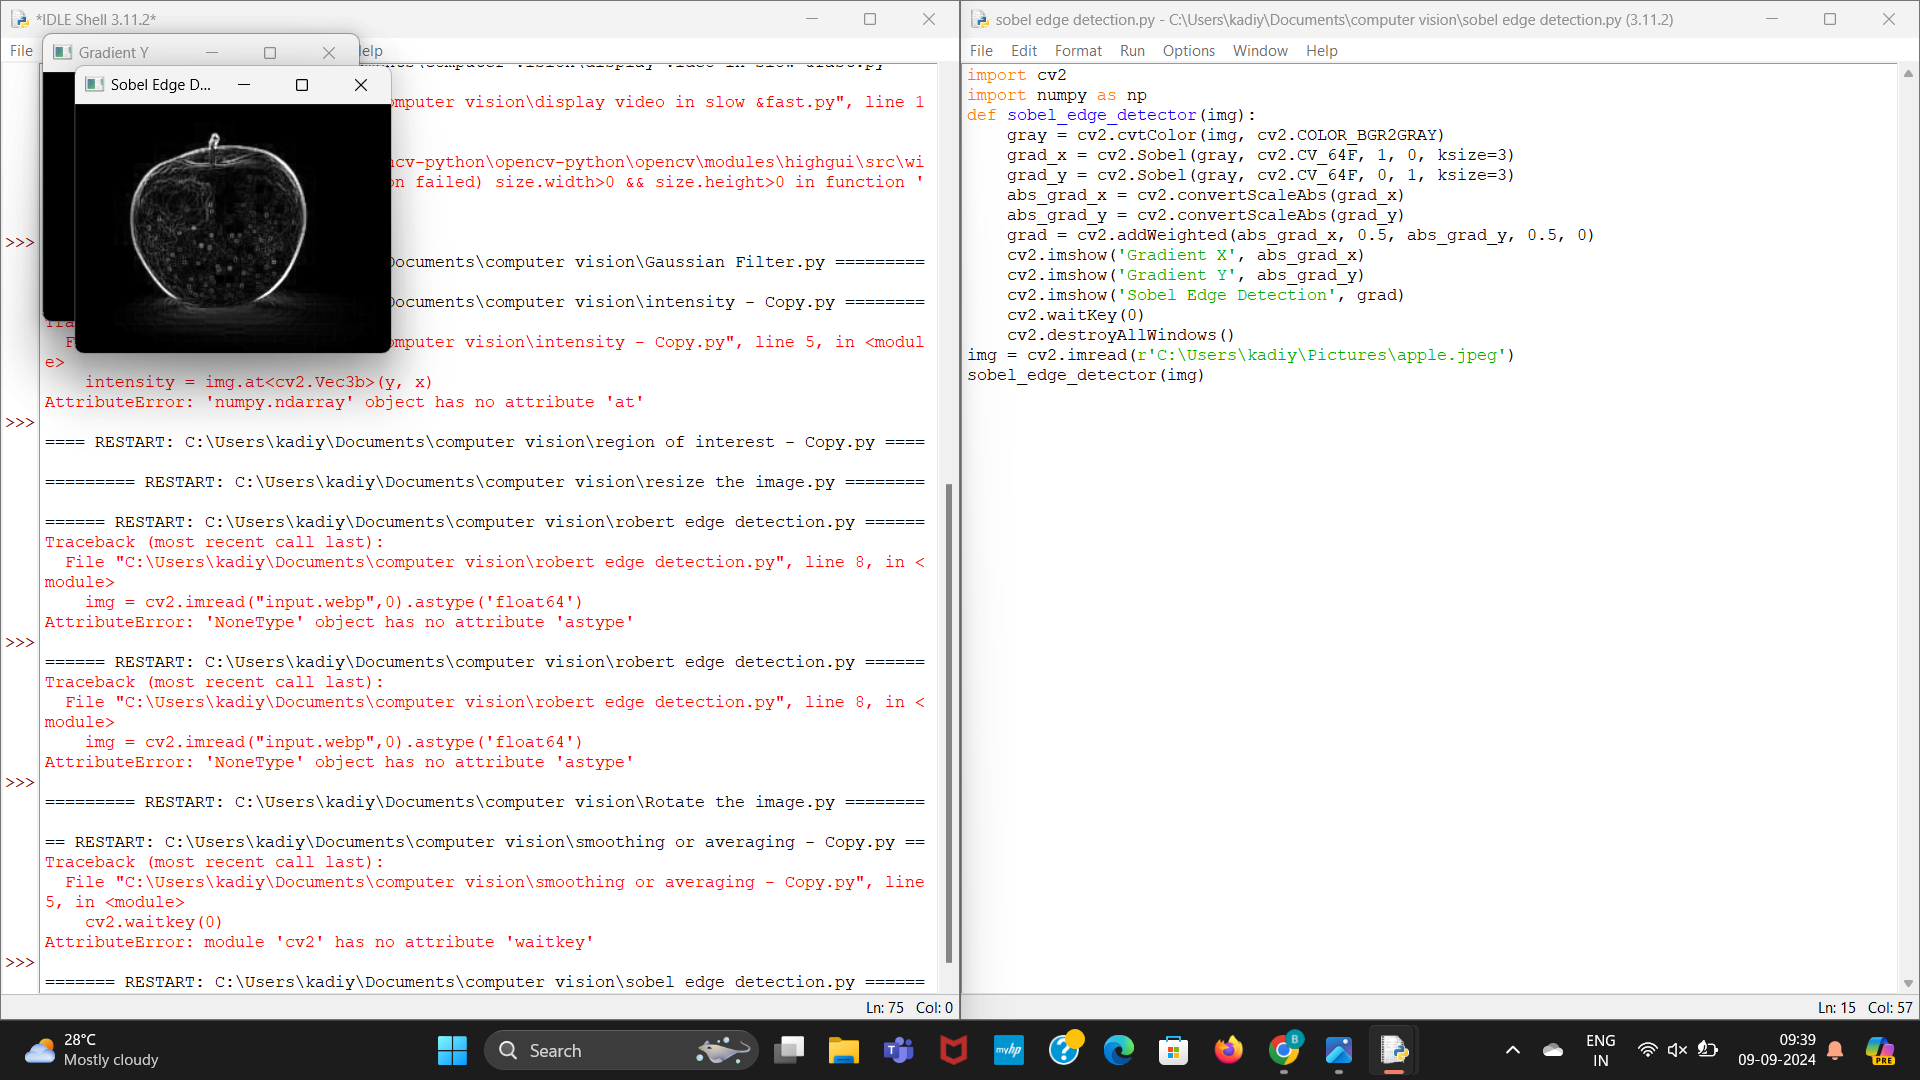 *IDLE Shell 3.11.2*
File
elp
Gradient Y
Sobel Edge D...
omputer vision\display video in slow &fast.py", line 1
ncv-python\opencv-python\opencv\modules\highgui\src\wi
on failed) size.width>0 && size.height>0 in function '
>>>
Documents\computer vision\Gaussian Filter.py =========
Documents\computer vision\intensity - Copy.py ========
omputer vision\intensity - Copy.py", line 5, in <modul
e>
    intensity = img.at<cv2.Vec3b>(y, x)
AttributeError: 'numpy.ndarray' object has no attribute 'at'
>>>
==== RESTART: C:\Users\kadiy\Documents\computer vision\region of interest - Copy.py ====
========= RESTART: C:\Users\kadiy\Documents\computer vision\resize the image.py ========
====== RESTART: C:\Users\kadiy\Documents\computer vision\robert edge detection.py ======
Traceback (most recent call last):
  File "C:\Users\kadiy\Documents\computer vision\robert edge detection.py", line 8, in <
module>
    img = cv2.imread("input.webp",0).astype('float64')
AttributeError: 'NoneType' object has no attribute 'astype'
>>>
====== RESTART: C:\Users\kadiy\Documents\computer vision\robert edge detection.py ======
Traceback (most recent call last):
  File "C:\Users\kadiy\Documents\computer vision\robert edge detection.py", line 8, in <
module>
    img = cv2.imread("input.webp",0).astype('float64')
AttributeError: 'NoneType' object has no attribute 'astype'
>>>
========= RESTART: C:\Users\kadiy\Documents\computer vision\Rotate the image.py ========
== RESTART: C:\Users\kadiy\Documents\computer vision\smoothing or averaging - Copy.py ==
Traceback (most recent call last):
  File "C:\Users\kadiy\Documents\computer vision\smoothing or averaging - Copy.py", line
5, in <module>
    cv2.waitkey(0)
AttributeError: module 'cv2' has no attribute 'waitkey'
>>>
======= RESTART: C:\Users\kadiy\Documents\computer vision\sobel edge detection.py ======
Ln: 75 Col: 0
sobel edge detection.py - C:\Users\kadiy\Documents\computer vision\sobel edge detection.py (3.11.2)
File Edit Format Run Options Window Help
import cv2
import numpy as np
def sobel_edge_detector(img):
    gray = cv2.cvtColor(img, cv2.COLOR_BGR2GRAY)
    grad_x = cv2.Sobel(gray, cv2.CV_64F, 1, 0, ksize=3)
    grad_y = cv2.Sobel(gray, cv2.CV_64F, 0, 1, ksize=3)
    abs_grad_x = cv2.convertScaleAbs(grad_x)
    abs_grad_y = cv2.convertScaleAbs(grad_y)
    grad = cv2.addWeighted(abs_grad_x, 0.5, abs_grad_y, 0.5, 0)
    cv2.imshow('Gradient X', abs_grad_x)
    cv2.imshow('Gradient Y', abs_grad_y)
    cv2.imshow('Sobel Edge Detection', grad)
    cv2.waitKey(0)
    cv2.destroyAllWindows()
img = cv2.imread(r'C:\Users\kadiy\Pictures\apple.jpeg')
sobel_edge_detector(img)
Ln: 15 Col: 57
28°C
Mostly cloudy
Search
myhp
B
ENG
IN
09:39
09-09-2024
PRE